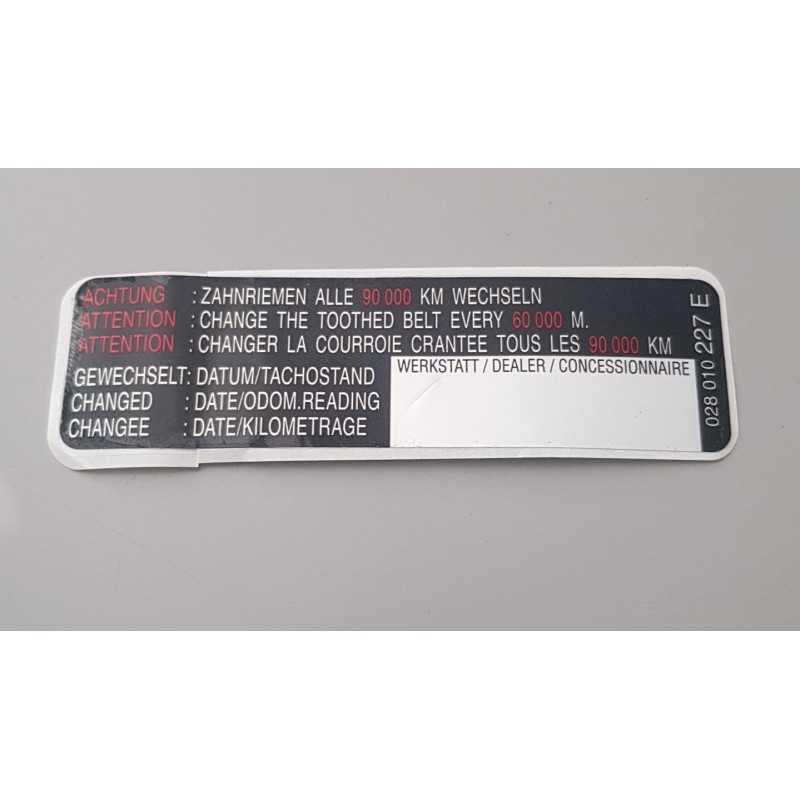 ACHTUNG : ZAHNRIEMEN ALLE 90 000 KM WECHSELN
ATTENTION : CHANGE THE TOOTHED BELT EVERY 60 000 M.
ATTENTION : CHANGER LA COURROIE CRANTEE TOUS LES 90 000 KM
GEWECHSELT: DATUM/TACHOSTAND
CHANGED : DATE/ODOM.READING
CHANGEE : DATE/KILOMETRAGE
WERKSTATT / DEALER / CONCESSIONNAIRE
028 010 227 E